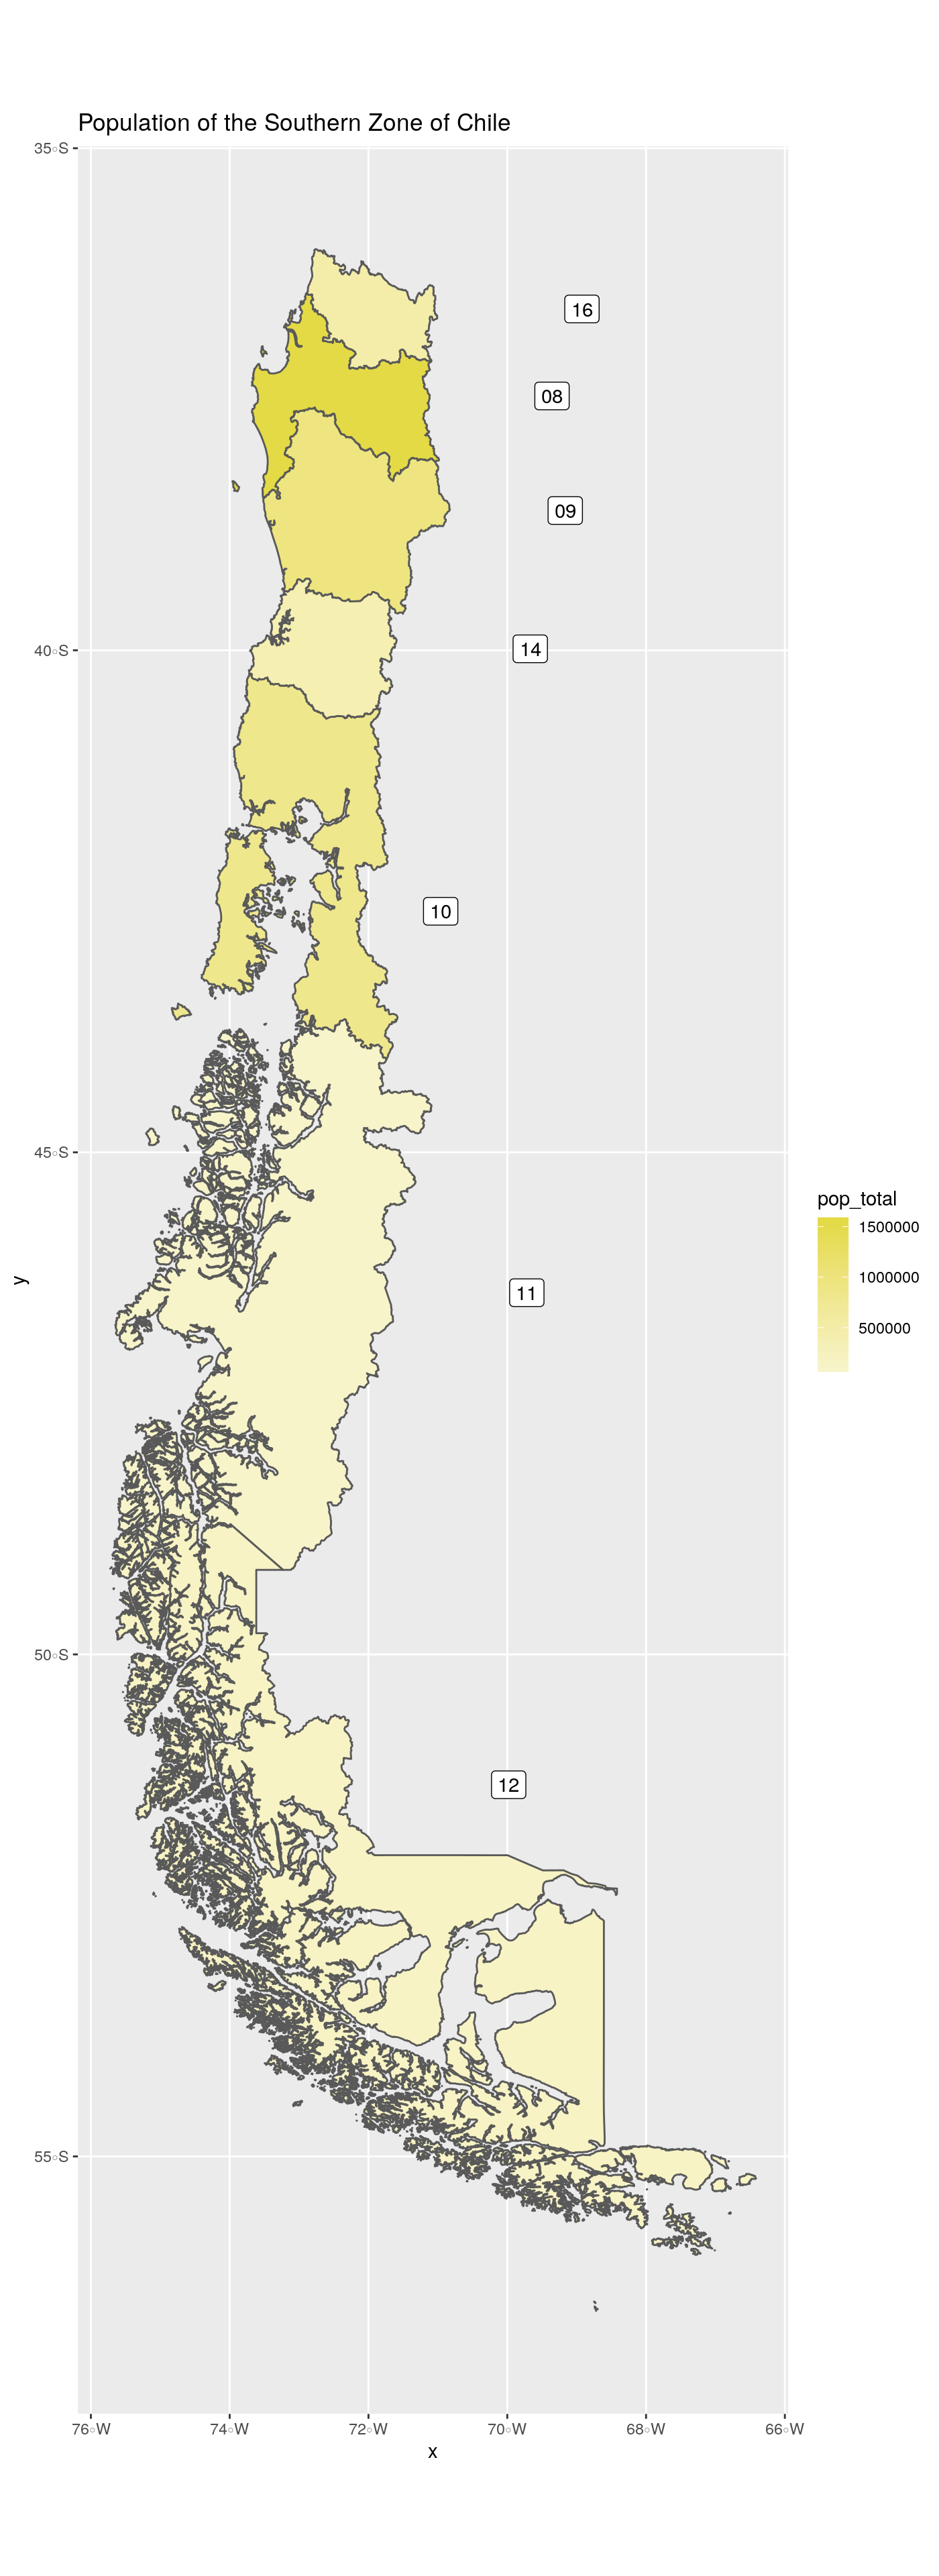 Population of the Southern Zone of Chile
35°S
16
08
09
40°S
14
10
45°S
pop_total
1500000
1000000
500000
y
11
50°S
12
55°S
76°W 74°W 72°W 70°W 68°W 66°W
x